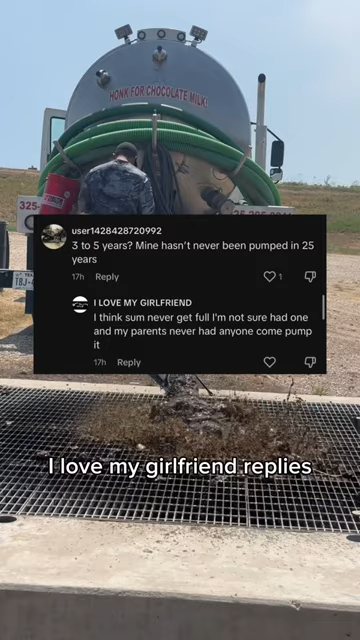 HONK FOR CHOCOLATE MILK!
325-
user1428428720992
3 to 5 years? Mine hasn't never been pumped in 25
years
17h Reply
1
I LOVE MY GIRLFRIEND
I think sum never get full I'm not sure had one
and my parents never had anyone come pump
it
17h Reply
I love my girlfriend replies